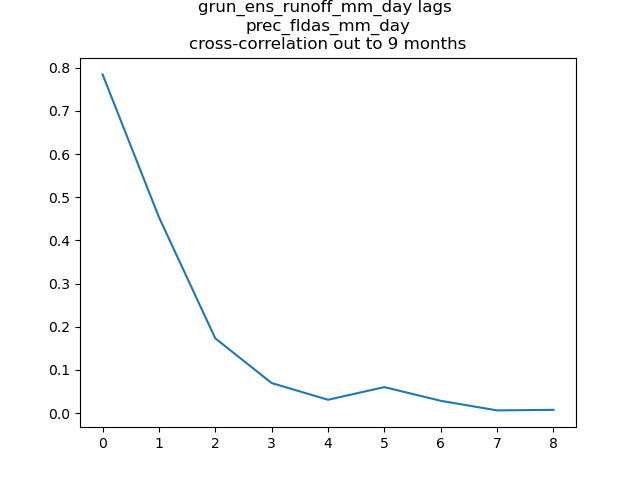 grun_ens_runoff_mm_day lags
prec_fldas_mm_day
cross-correlation out to 9 months
0.8
0.7
0.6
0.5
0.4
0.3
0.2
0.1
0.0
0 1 2 3 4 5 6 7 8